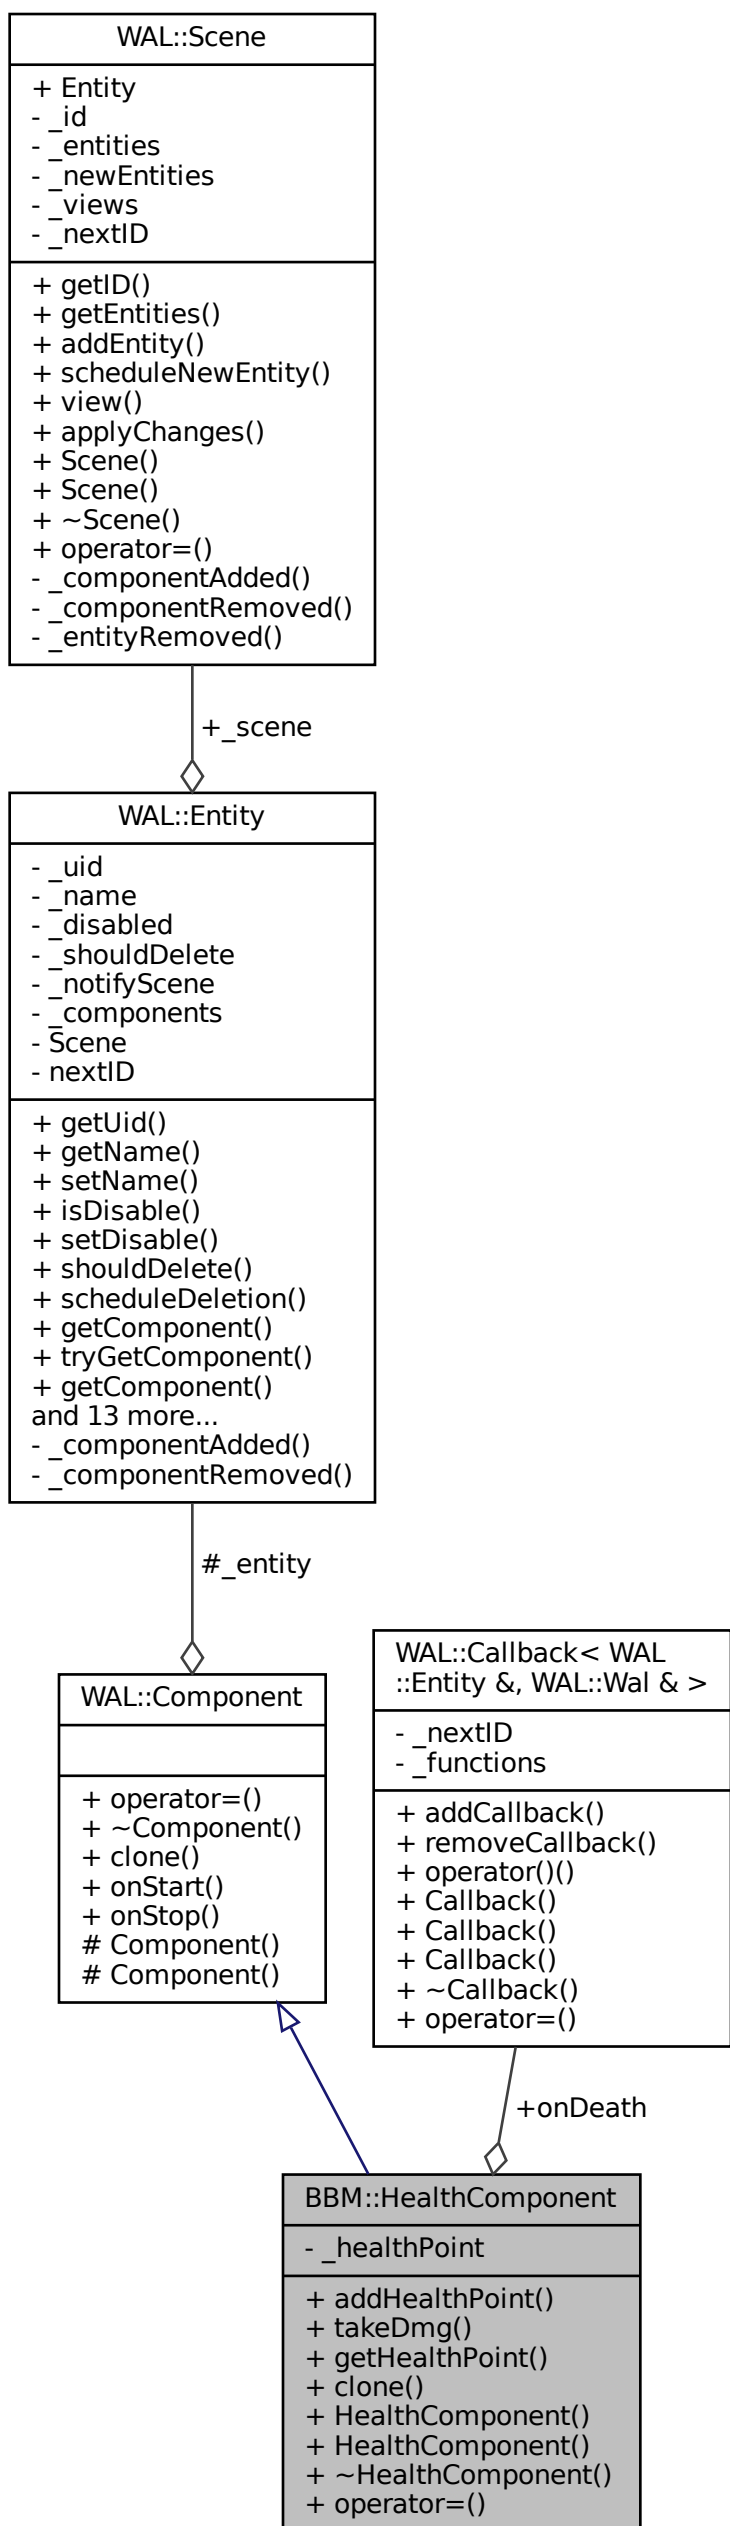 WAL::Scene
+ Entity
- _id
- _entities
- _newEntities
- _views
- _nextID
+ getID()
+ getEntities()
+ addEntity()
+ scheduleNewEntity()
+ view()
+ applyChanges()
+ Scene()
+ Scene()
+ ~Scene()
+ operator=()
- _componentAdded()
- _componentRemoved()
- _entityRemoved()
+_scene
WAL::Entity
- _uid
- _name
- _disabled
- _shouldDelete
- _notifyScene
- _components
- Scene
- nextID
+ getUid()
+ getName()
+ setName()
+ isDisable()
+ setDisable()
+ shouldDelete()
+ scheduleDeletion()
+ getComponent()
+ tryGetComponent()
+ getComponent()
and 13 more...
- _componentAdded()
- _componentRemoved()
#_entity
WAL::Component
+ operator=()
+ ~Component()
+ clone()
+ onStart()
+ onStop()
# Component()
# Component()
WAL::Callback< WAL
::Entity &, WAL::Wal & >
- _nextID
- _functions
+ addCallback()
+ removeCallback()
+ operator()()
+ Callback()
+ Callback()
+ Callback()
+ ~Callback()
+ operator=()
+onDeath
BBM::HealthComponent
- _healthPoint
+ addHealthPoint()
+ takeDmg()
+ getHealthPoint()
+ clone()
+ HealthComponent()
+ HealthComponent()
+ ~HealthComponent()
+ operator=()